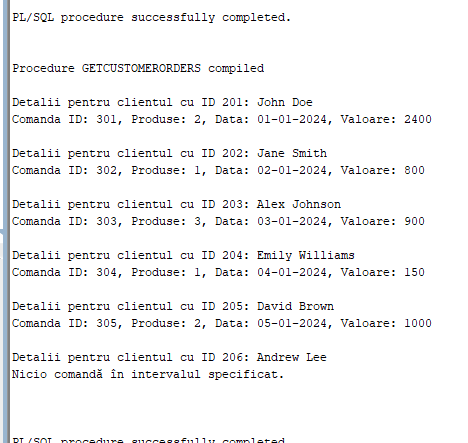 PL/SQL procedure successfully completed.
Procedure GETCUSTOMERORDERS compiled
Detalii pentru clientul cu ID 201: John Doe
Comanda ID: 301, Produse: 2, Data: 01-01-2024, Valoare: 2400
Detalii pentru clientul cu ID 202: Jane Smith
Comanda ID: 302, Produse: 1, Data: 02-01-2024, Valoare: 800
Detalii pentru clientul cu ID 203: Alex Johnson
Comanda ID: 303, Produse: 3, Data: 03-01-2024, Valoare: 900
Detalii pentru clientul cu ID 204: Emily Williams
Comanda ID: 304, Produse: 1, Data: 04-01-2024, Valoare: 150
Detalii pentru clientul cu ID 205: David Brown
Comanda ID: 305, Produse: 2, Data: 05-01-2024, Valoare: 1000
Detalii pentru clientul cu ID 206: Andrew Lee
Nicio comandă în intervalul specificat.
PL/SQL procedure successfully completed